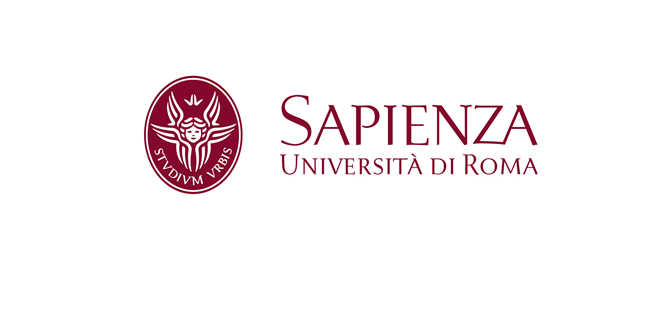 SAPIENZA
UNIVERSITÀ DI ROMA
STVDIVM VRBIS